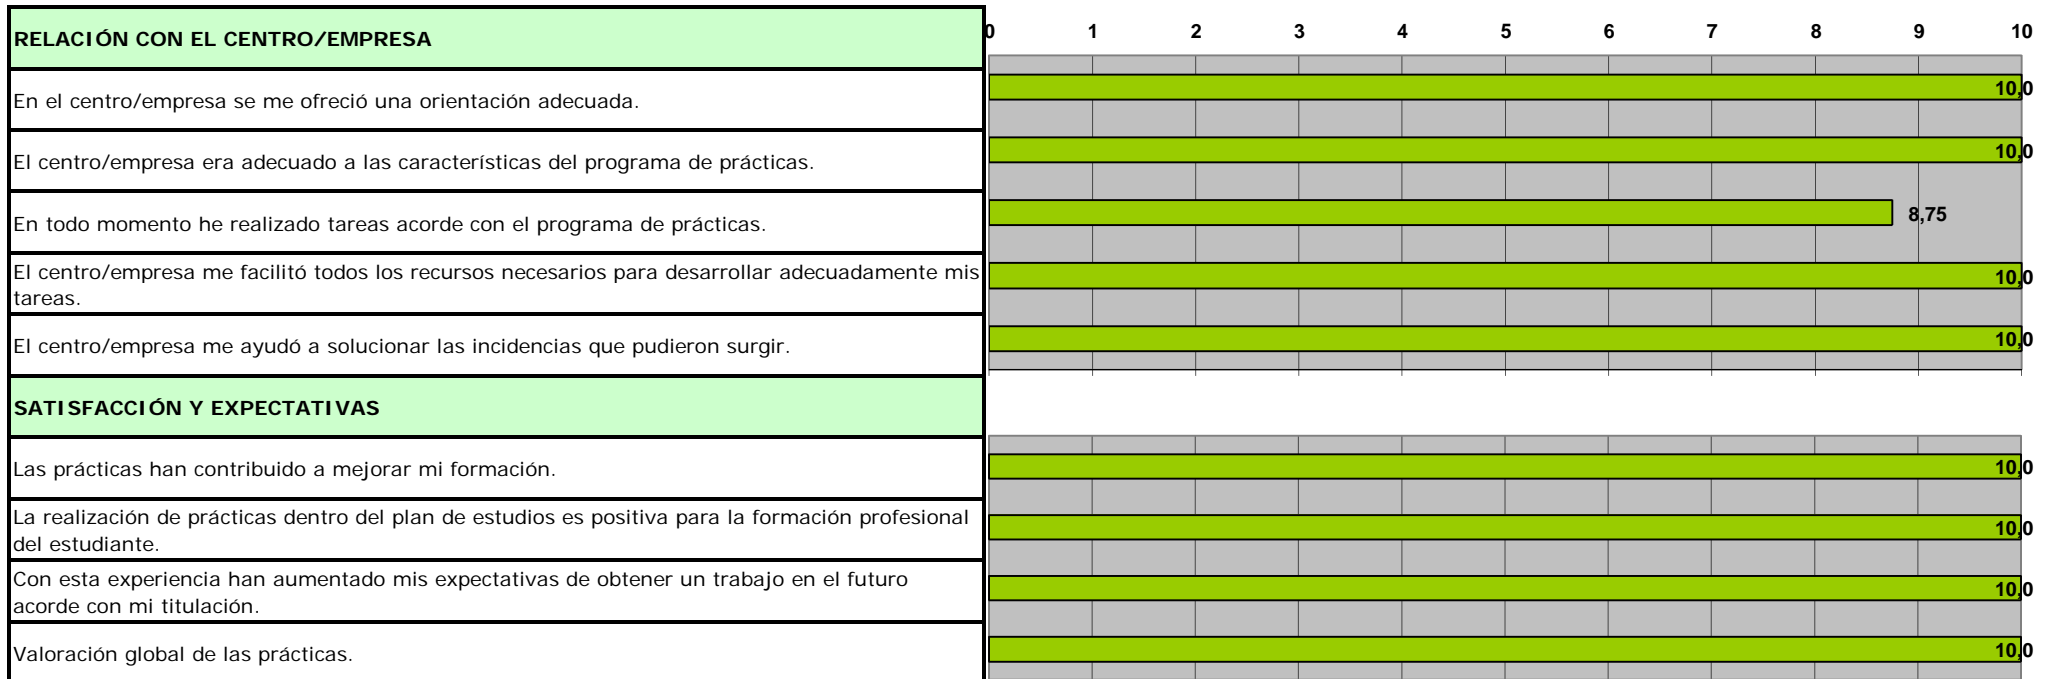 RELACIÓN CON EL CENTRO/EMPRESA
0 1 2 3 4 5 6 7 8 9 10
En el centro/empresa se me ofreció una orientación adecuada.
10,0
El centro/empresa era adecuado a las características del programa de prácticas.
10,0
En todo momento he realizado tareas acorde con el programa de prácticas.
8,75
El centro/empresa me facilitó todos los recursos necesarios para desarrollar adecuadamente mis
tareas.
10,0
El centro/empresa me ayudó a solucionar las incidencias que pudieron surgir.
10,0
SATISFACCIÓN Y EXPECTATIVAS
Las prácticas han contribuido a mejorar mi formación.
10,0
La realización de prácticas dentro del plan de estudios es positiva para la formación profesional
del estudiante.
10,0
Con esta experiencia han aumentado mis expectativas de obtener un trabajo en el futuro
acorde con mi titulación.
10,0
Valoración global de las prácticas.
10,0